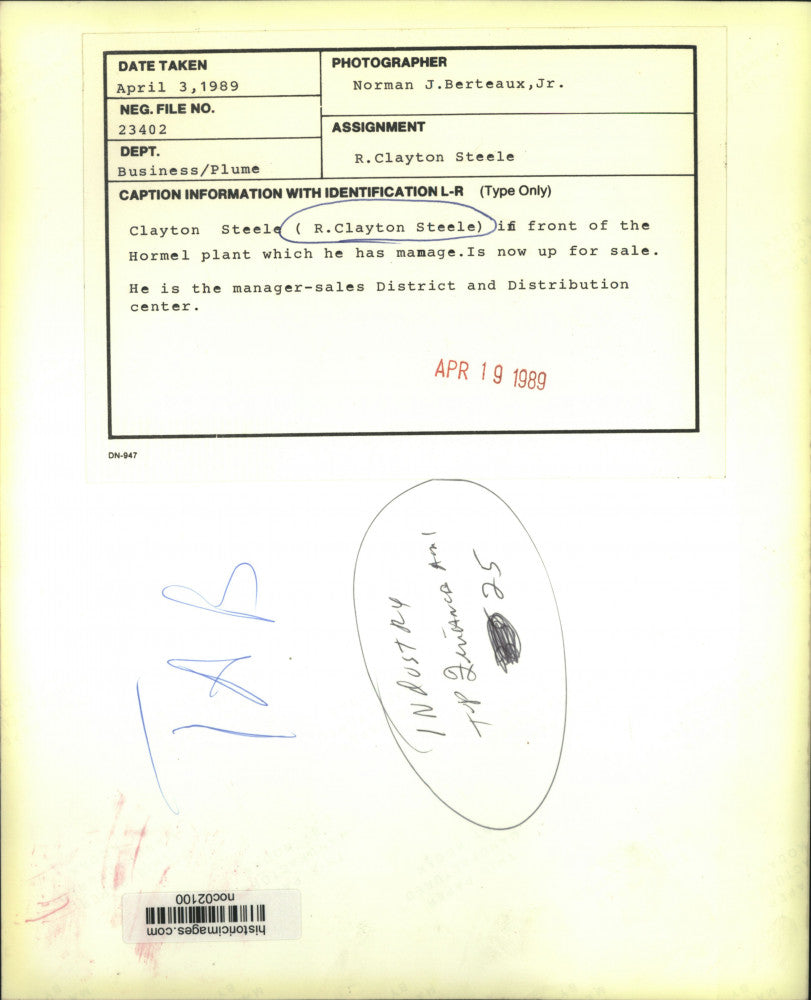 DATE TAKEN
April 3,1989
NEG. FILE NO.
23402
DEPT.
Business/Plume
PHOTOGRAPHER
Norman J.Berteaux,Jr.
ASSIGNMENT
R.Clayton Steele
CAPTION INFORMATION WITH IDENTIFICATION L-R (Type Only)
Clayton Steele ( R.Clayton Steele) in front of the
Hormel plant which he has manage.Is now up for sale.
He is the manager-sales District and Distribution
center.
APR 19 1989
DN-947
TAB
INDUSTRY
25
historicimages.com
noc02100